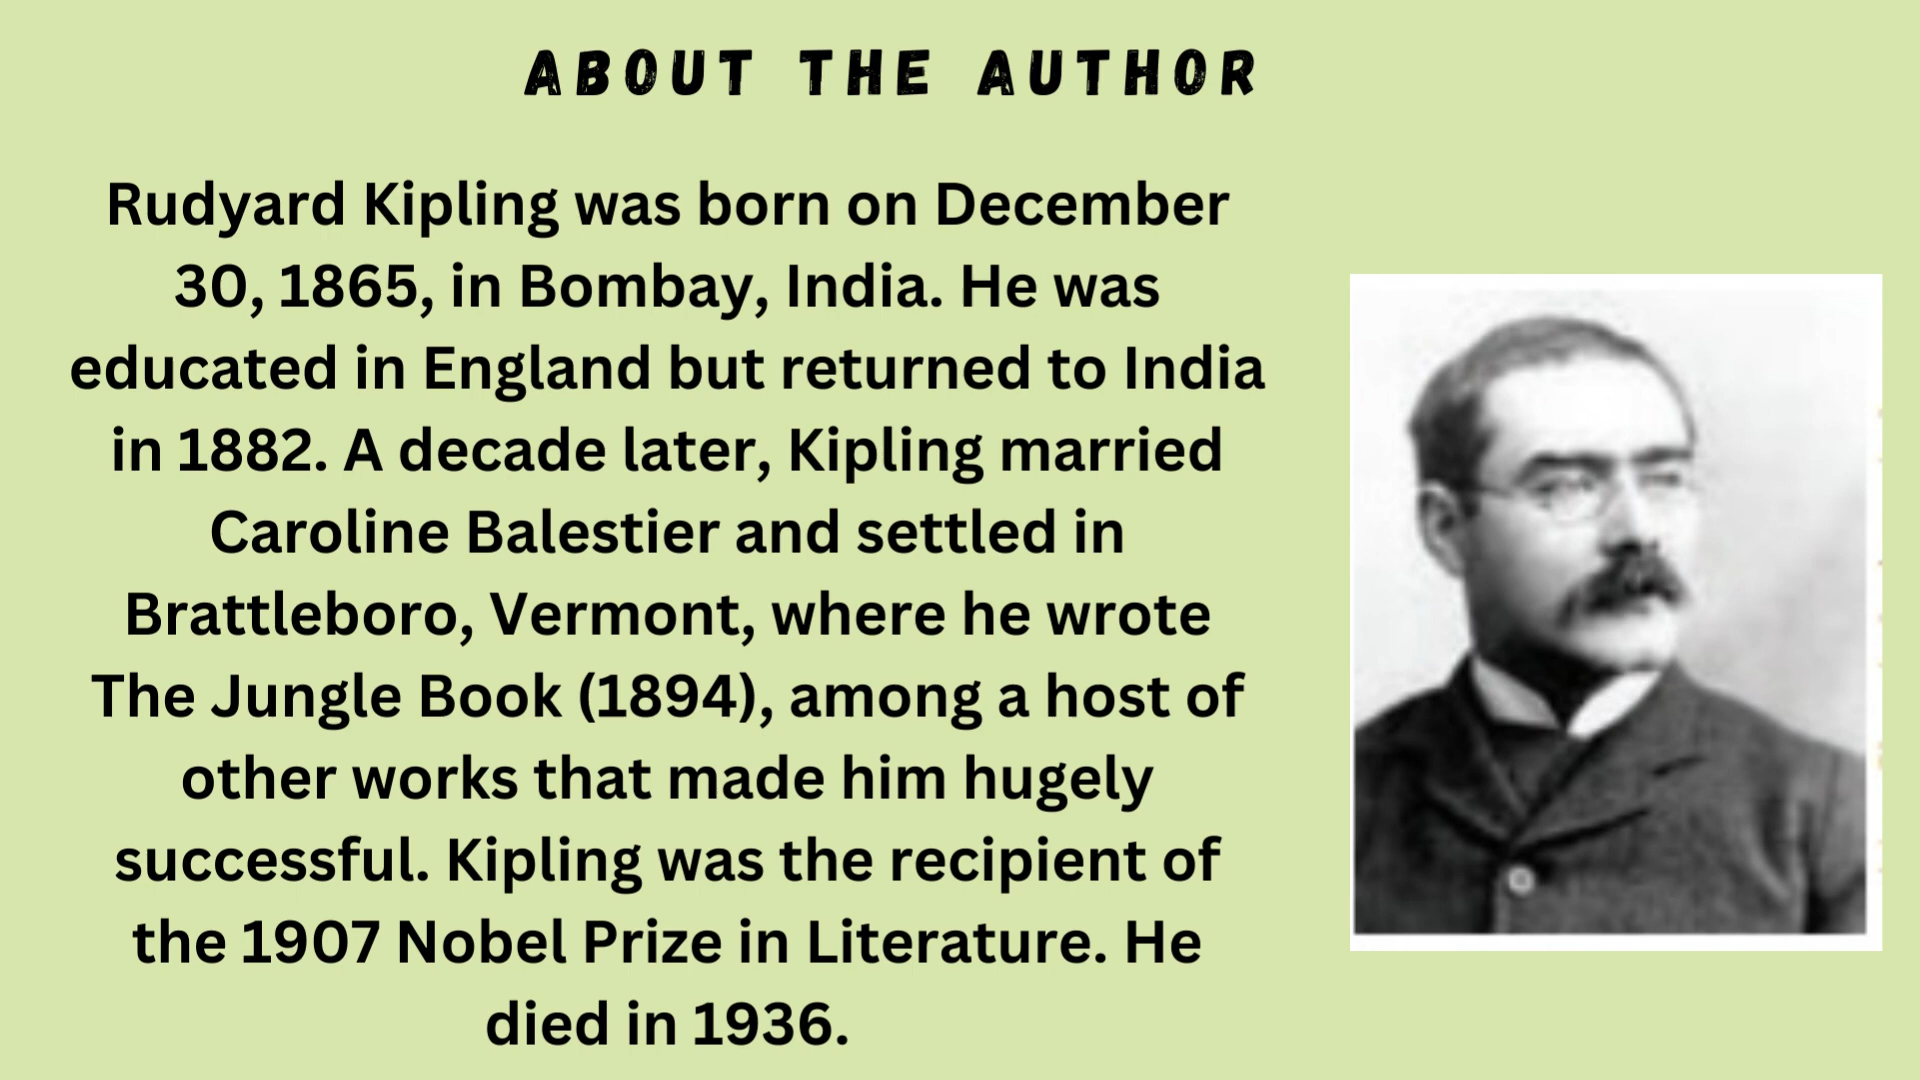 ABOUT THE AUTHOR
Rudyard Kipling was born on December
30, 1865, in Bombay, India. He was
educated in England but returned to India
in 1882. A decade later, Kipling married
Caroline Balestier and settled in
Brattleboro, Vermont, where he wrote
The Jungle Book (1894), among a host of
other works that made him hugely
successful. Kipling was the recipient of
the 1907 Nobel Prize in Literature. He
died in 1936.